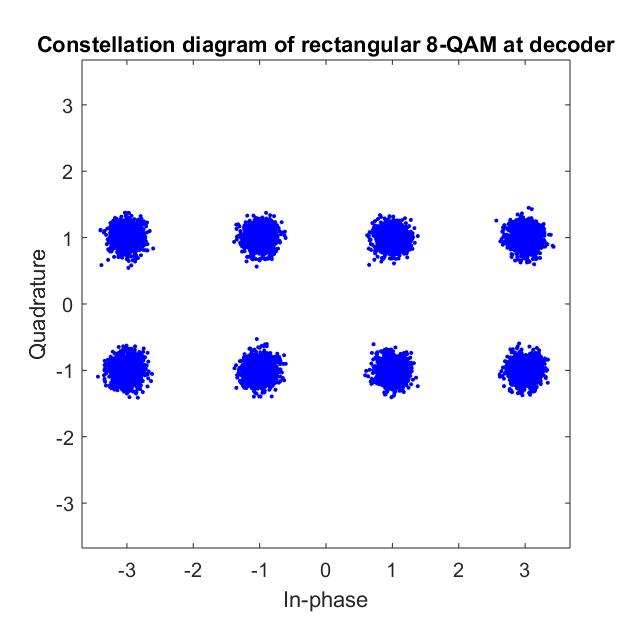 Constellation diagram of rectangular 8-QAM at decoder
3
2
1
0
-1
-2
-3
Quadrature
-3 -2 -1 0 1 2 3
In-phase